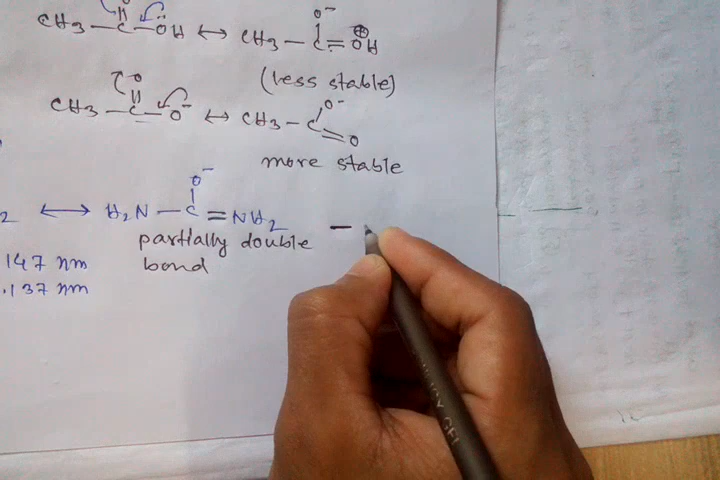 O
CH3 — C — ÖH ↔ CH3 — C = OH
O-
⊕
(less stable)
O
CH3 — C — O- ↔ CH3 — C = O
O-
more stable
O-
2 ↔ H2N — C = NH2 —
partially double
147 nm bond
.137 nm